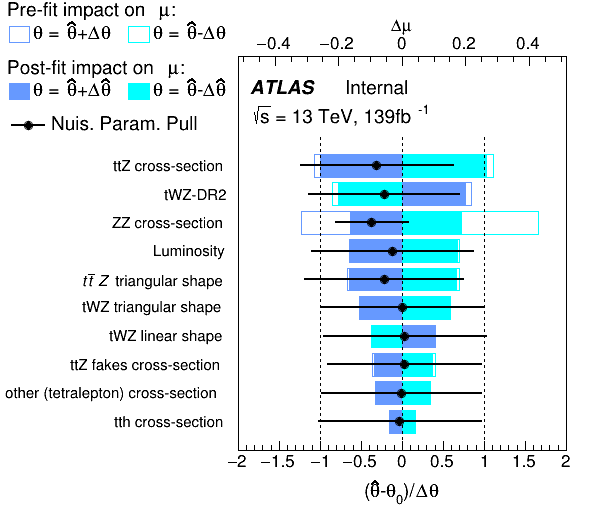 Pre-fit impact on μ:
θ = θ̂+Δθ θ = θ̂-Δθ
Post-fit impact on μ:
θ = θ̂+Δθ̂ θ = θ̂-Δθ̂
Nuis. Param. Pull
Δμ
−0.4 −0.2 0 0.2 0.4
ATLAS Internal
√s = 13 TeV, 139fb⁻¹
ttZ cross-section
tWZ-DR2
ZZ cross-section
Luminosity
tt̅ Z triangular shape
tWZ triangular shape
tWZ linear shape
ttZ fakes cross-section
other (tetralepton) cross-section
tth cross-section
−2 −1.5 −1 −0.5 0 0.5 1 1.5 2
(θ̂-θ₀)/Δθ